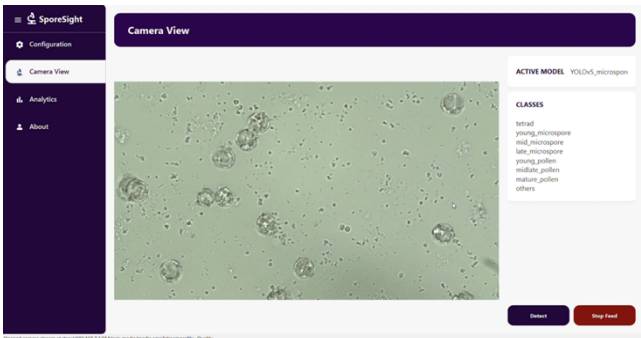 SporeSight
Configuration
Camera View
Analytics
About
Camera View
ACTIVE MODEL YOLOv5_microspon
CLASSES
tetrad
young_microspore
mid_microspore
late_microspore
young_pollen
midlate_pollen
mature_pollen
others
Detect
Stop Feed